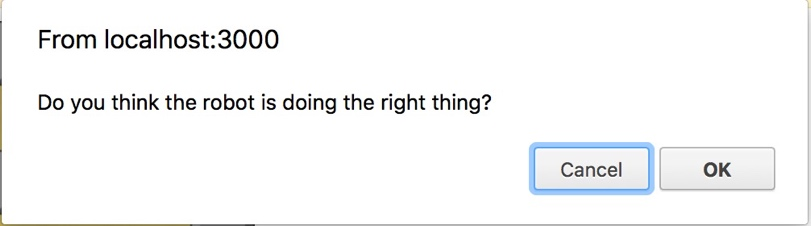 From localhost:3000
Do you think the robot is doing the right thing?
Cancel OK